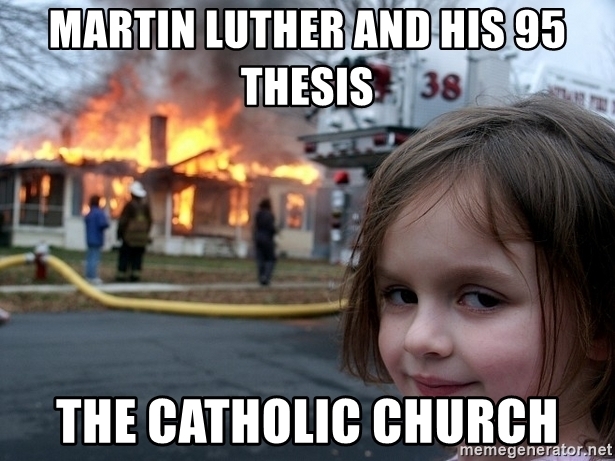 MARTIN LUTHER AND HIS 95
THESIS
38
THE CATHOLIC CHURCH
memegenerator.net